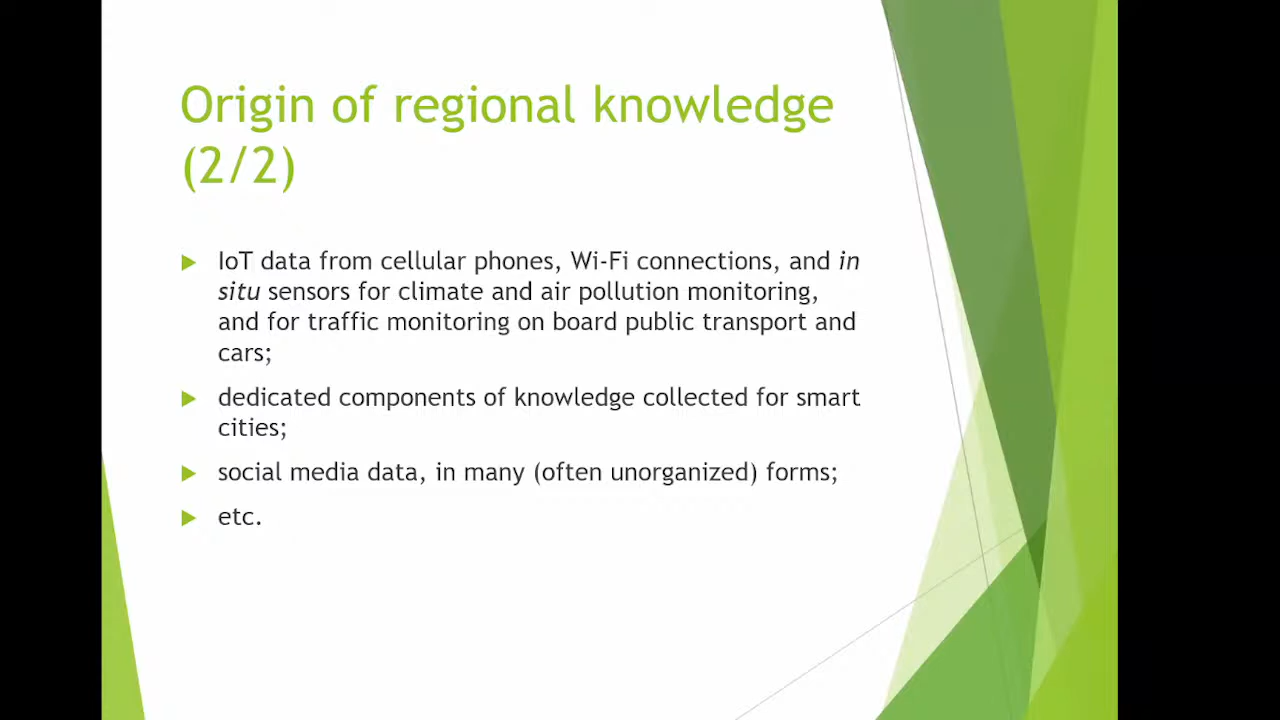 Origin of regional knowledge
(2/2)
IoT data from cellular phones, Wi-Fi connections, and in
situ sensors for climate and air pollution monitoring,
and for traffic monitoring on board public transport and
cars;
dedicated components of knowledge collected for smart
cities;
social media data, in many (often unorganized) forms;
etc.